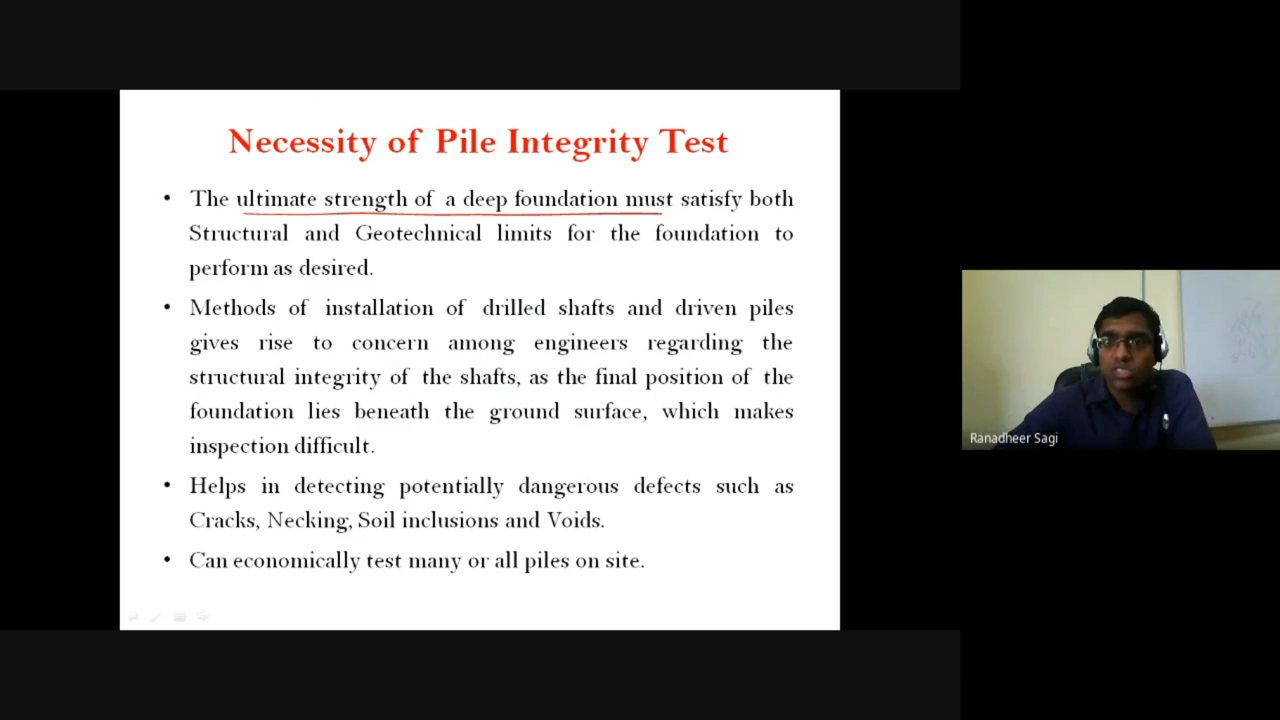 Necessity of Pile Integrity Test
• The ultimate strength of a deep foundation must satisfy both
Structural and Geotechnical limits for the foundation to
perform as desired.
• Methods of installation of drilled shafts and driven piles
gives rise to concern among engineers regarding the
structural integrity of the shafts, as the final position of the
foundation lies beneath the ground surface, which makes
inspection difficult.
• Helps in detecting potentially dangerous defects such as
Cracks, Necking, Soil inclusions and Voids.
• Can economically test many or all piles on site.
Ranadheer Sagi